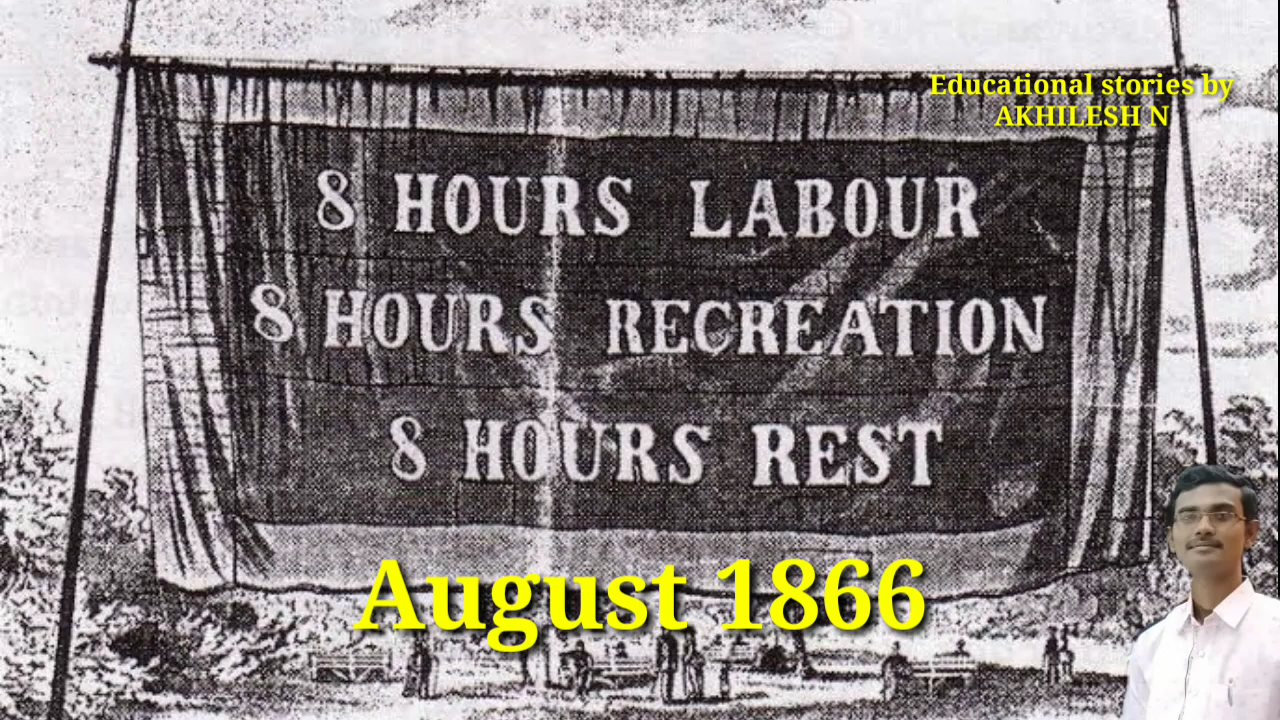 Educational stories by
AKHILESH N
8 HOURS LABOUR
8 HOURS RECREATION
8 HOURS REST
August 1866